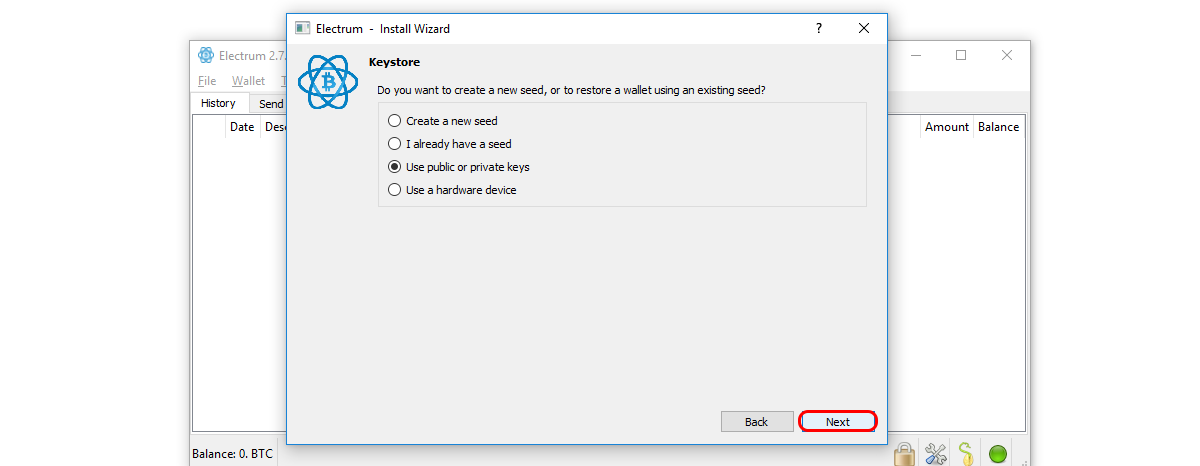 Electrum - Install Wizard
?
Electrum 2.7.
File Wallet T
History Send
Date Desc Amount Balance
Keystore
Do you want to create a new seed, or to restore a wallet using an existing seed?
Create a new seed
I already have a seed
Use public or private keys
Use a hardware device
Back Next
Balance: 0. BTC